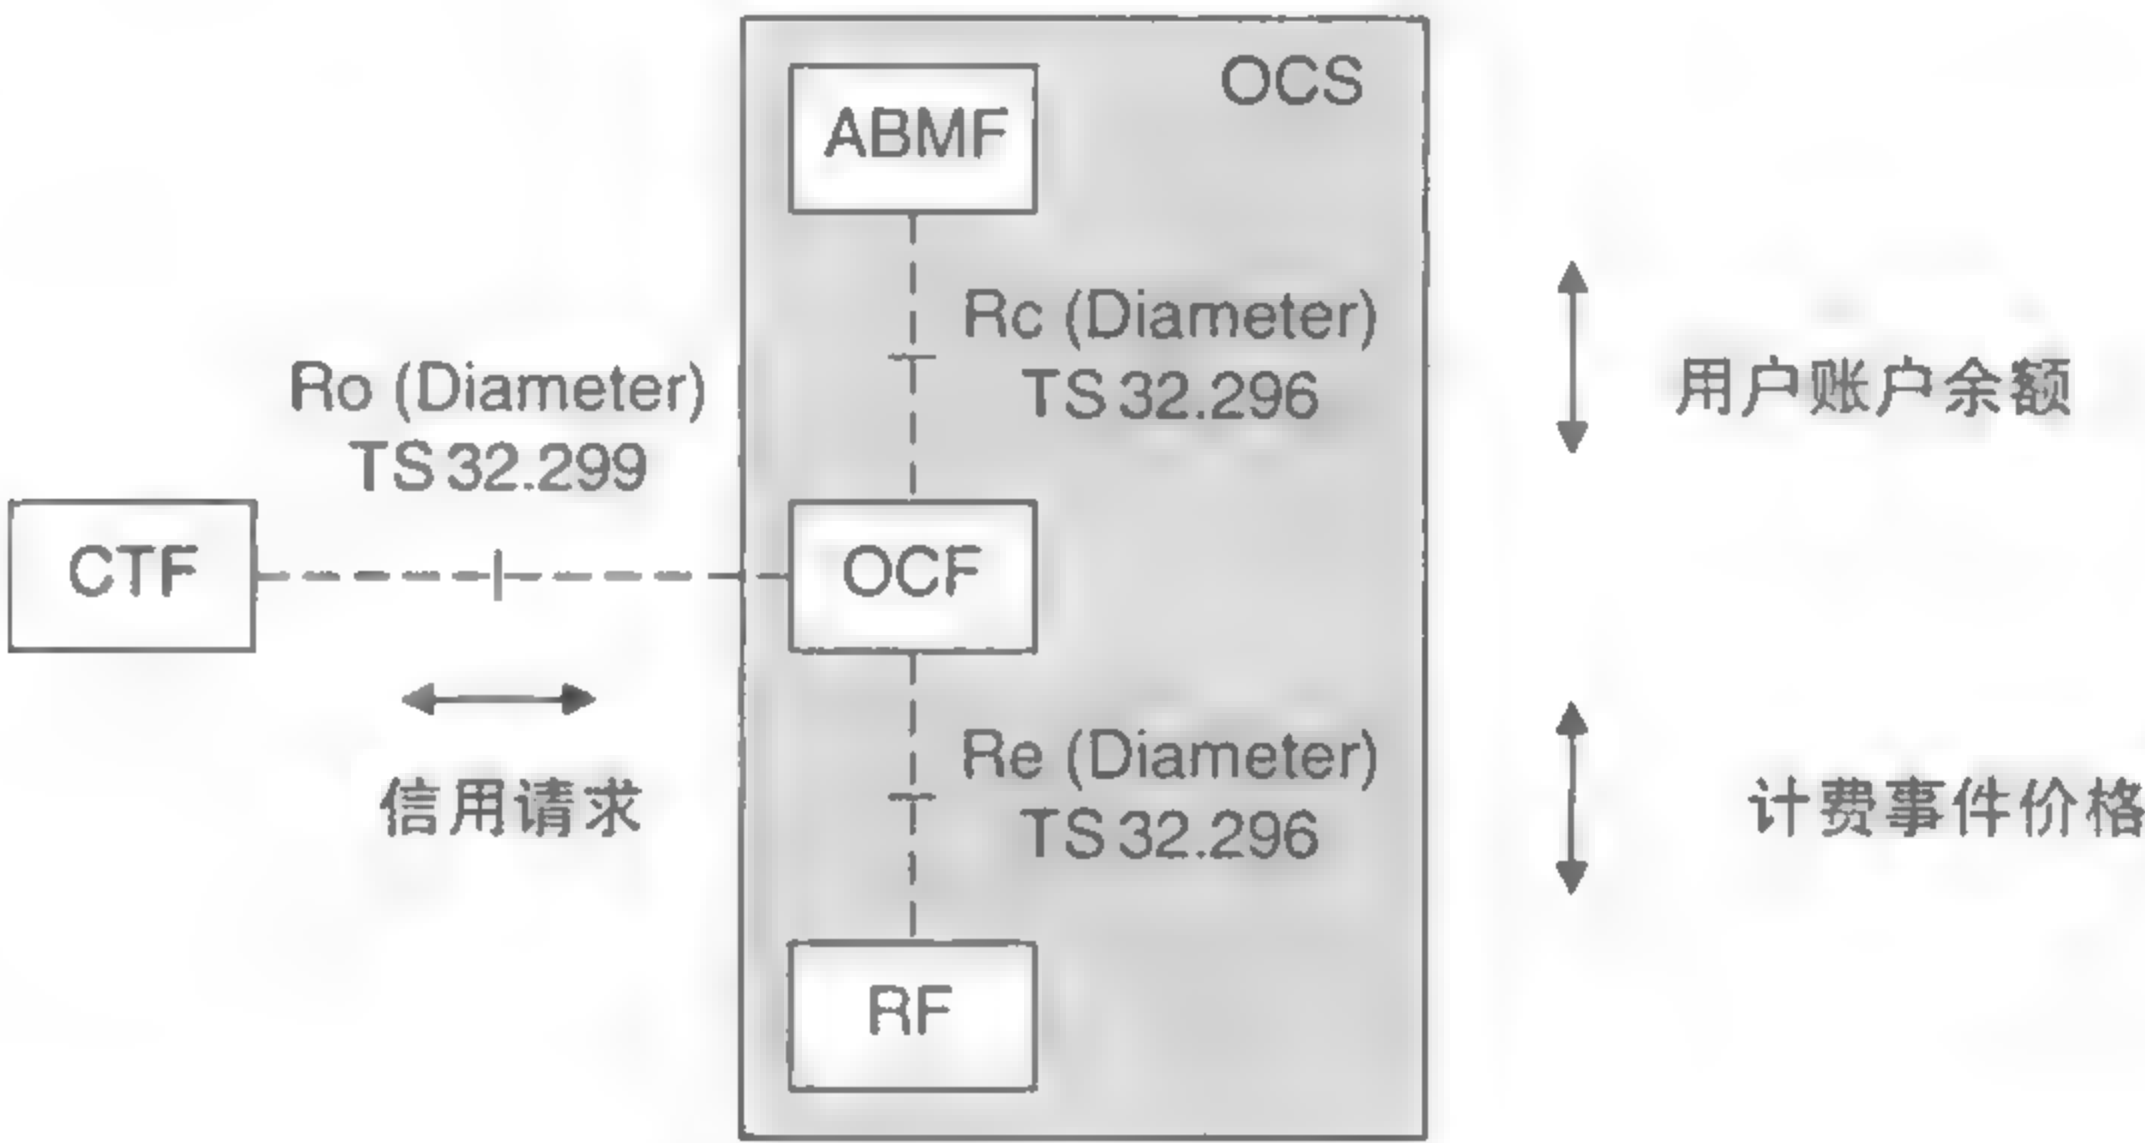 OCS
ABMF
Rc (Diameter)
TS 32.296
用户账户余额
Ro (Diameter)
TS 32.299
CTF
OCF
信用请求
Re (Diameter)
TS 32.296
计费事件价格
RF